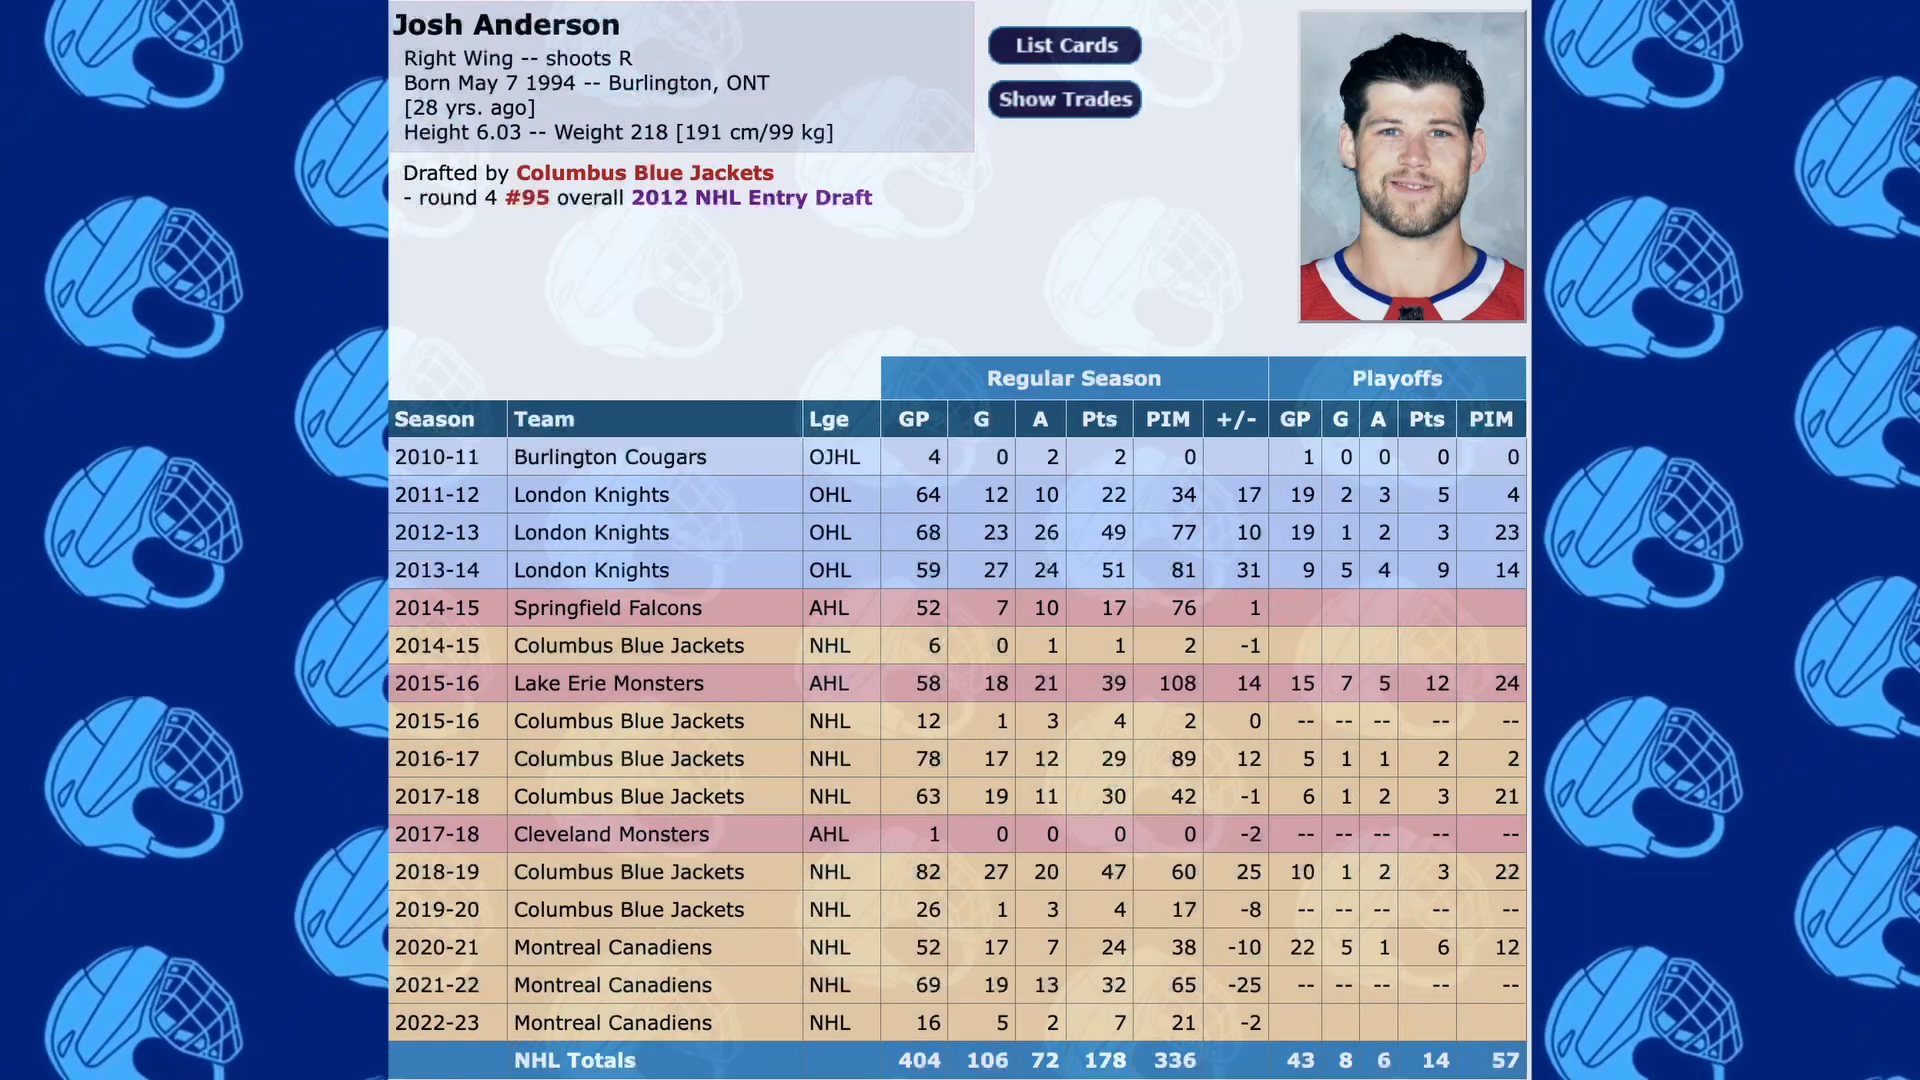 Josh Anderson
Right Wing -- shoots R
Born May 7 1994 -- Burlington, ONT
[28 yrs. ago]
Height 6.03 -- Weight 218 [191 cm/99 kg]
Drafted by Columbus Blue Jackets
- round 4 #95 overall 2012 NHL Entry Draft
List Cards
Show Trades
Regular Season Playoffs
Season Team Lge GP G A Pts PIM +/- GP G A Pts PIM
2010-11 Burlington Cougars OJHL 4 0 2 2 0 1 0 0 0 0
2011-12 London Knights OHL 64 12 10 22 34 17 19 2 3 5 4
2012-13 London Knights OHL 68 23 26 49 77 10 19 1 2 3 23
2013-14 London Knights OHL 59 27 24 51 81 31 9 5 4 9 14
2014-15 Springfield Falcons AHL 52 7 10 17 76 1
2014-15 Columbus Blue Jackets NHL 6 0 1 1 2 -1
2015-16 Lake Erie Monsters AHL 58 18 21 39 108 14 15 7 5 12 24
2015-16 Columbus Blue Jackets NHL 12 1 3 4 2 0 -- -- -- -- --
2016-17 Columbus Blue Jackets NHL 78 17 12 29 89 12 5 1 1 2 2
2017-18 Columbus Blue Jackets NHL 63 19 11 30 42 -1 6 1 2 3 21
2017-18 Cleveland Monsters AHL 1 0 0 0 0 -2 -- -- -- -- --
2018-19 Columbus Blue Jackets NHL 82 27 20 47 60 25 10 1 2 3 22
2019-20 Columbus Blue Jackets NHL 26 1 3 4 17 -8 -- -- -- -- --
2020-21 Montreal Canadiens NHL 52 17 7 24 38 -10 22 5 1 6 12
2021-22 Montreal Canadiens NHL 69 19 13 32 65 -25 -- -- -- -- --
2022-23 Montreal Canadiens NHL 16 5 2 7 21 -2
NHL Totals 404 106 72 178 336 43 8 6 14 57